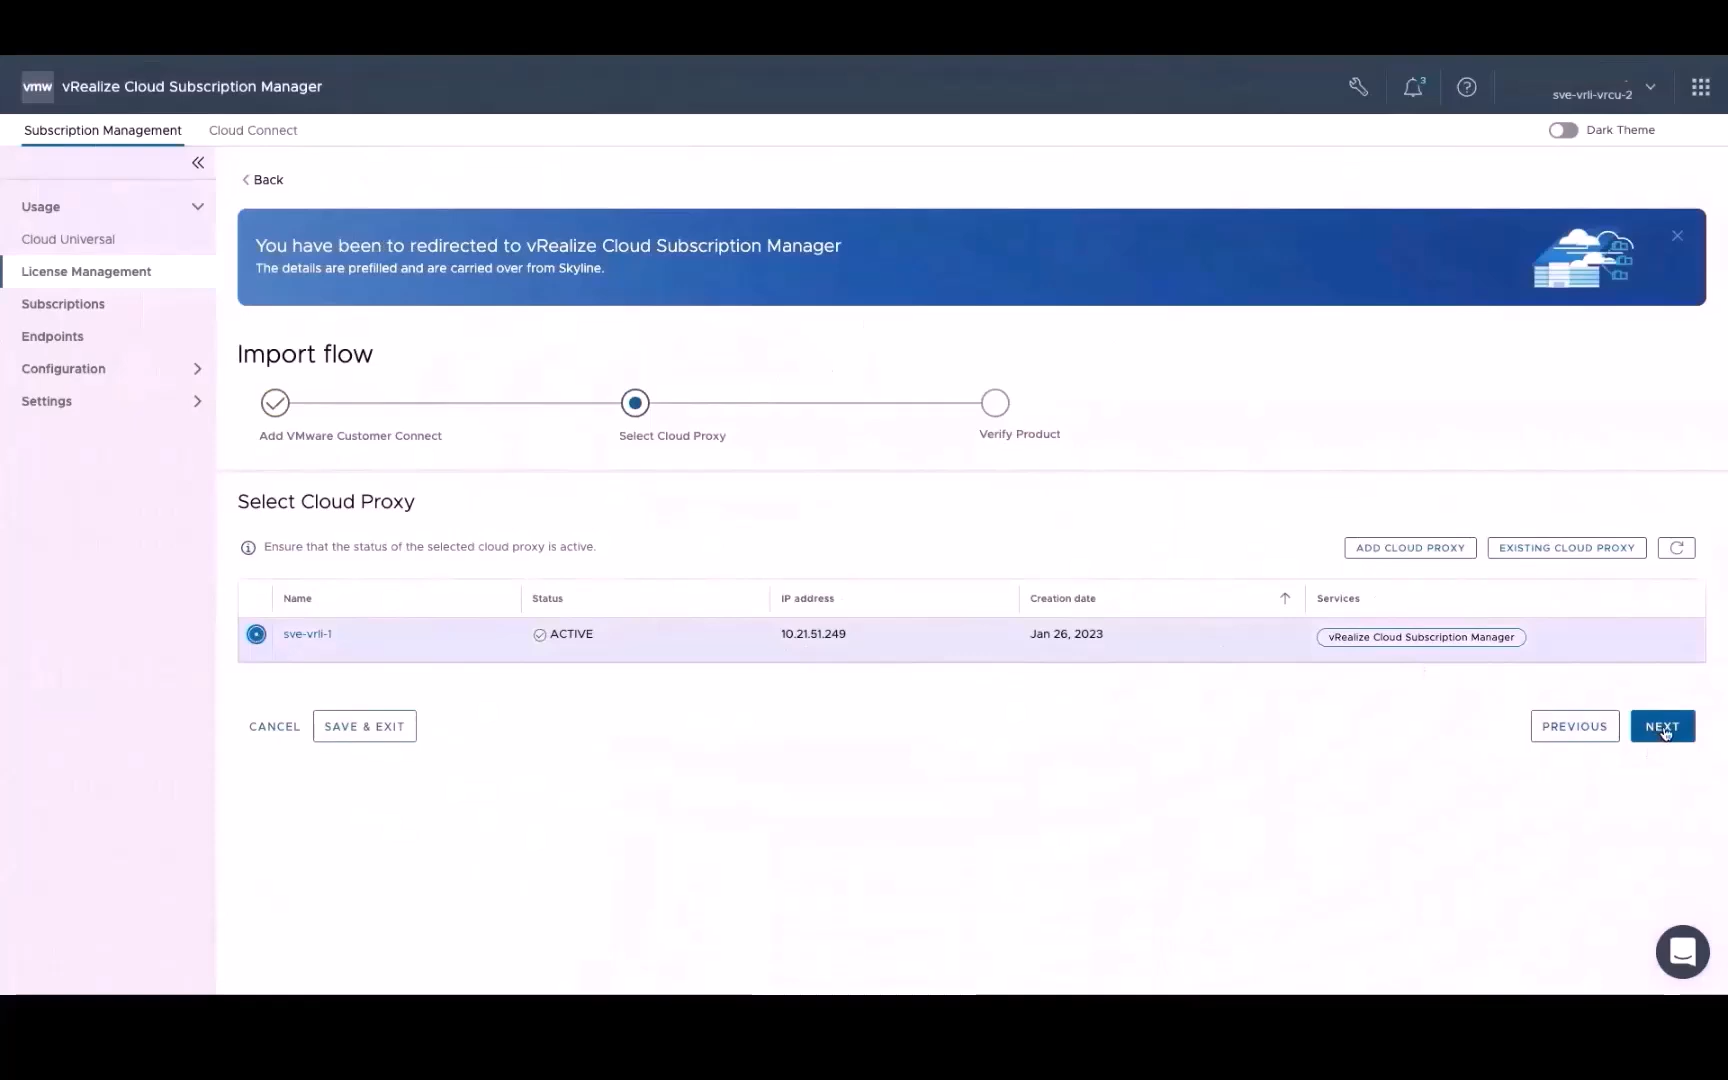 vmw vRealize Cloud Subscription Manager
3
sve-vrli-vrcu-2
Subscription Management
Cloud Connect
Dark Theme
Usage
Cloud Universal
License Management
Subscriptions
Endpoints
Configuration
Settings
Back
You have been to redirected to vRealize Cloud Subscription Manager
The details are prefilled and are carried over from Skyline.
Import flow
Add VMware Customer Connect
Select Cloud Proxy
Verify Product
Select Cloud Proxy
Ensure that the status of the selected cloud proxy is active.
ADD CLOUD PROXY
EXISTING CLOUD PROXY
Name Status IP address Creation date Services
sve-vrli-1 ACTIVE 10.21.51.249 Jan 26, 2023 vRealize Cloud Subscription Manager
CANCEL
SAVE & EXIT
PREVIOUS
NEXT